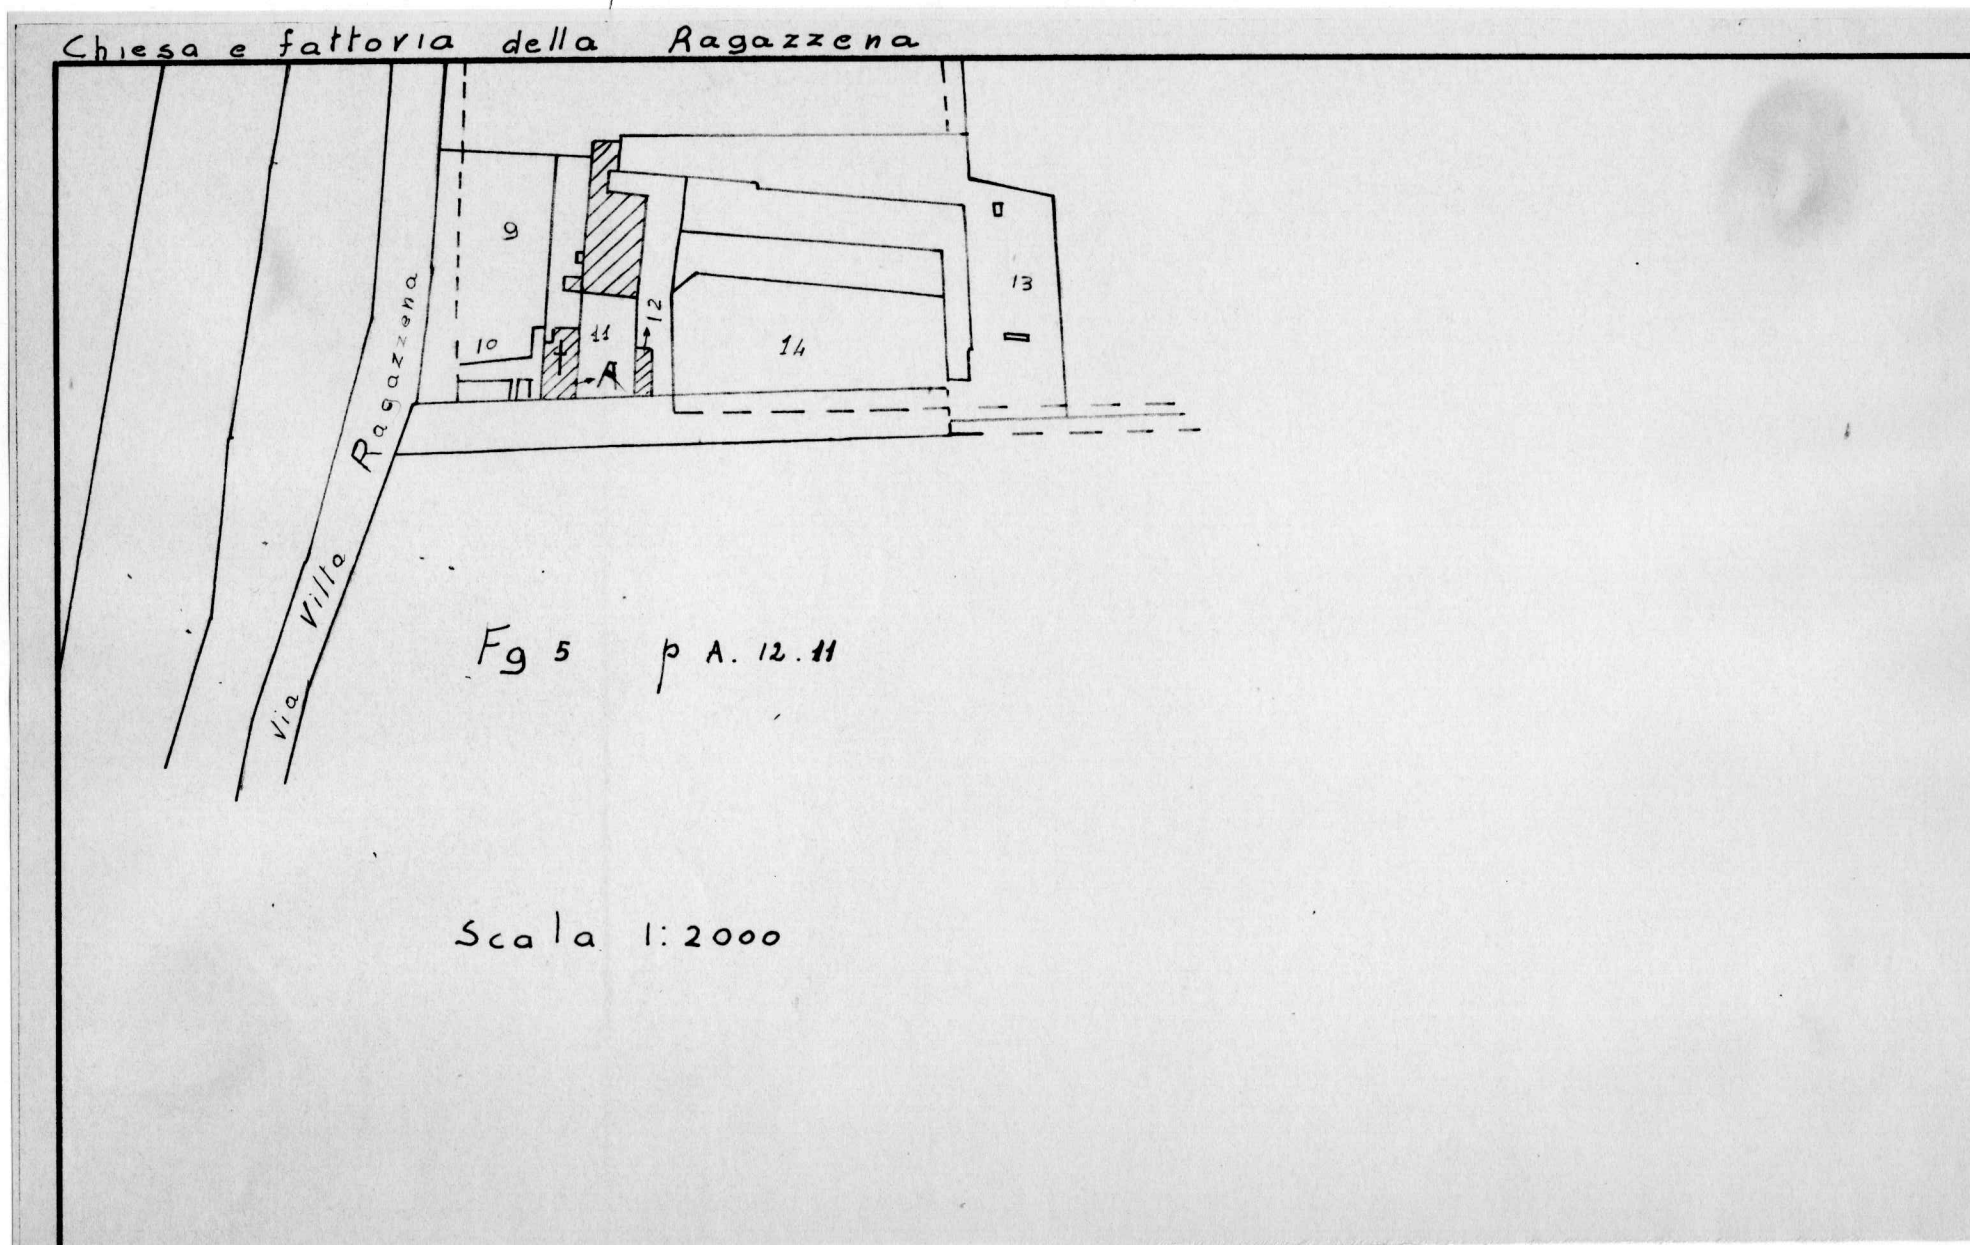 Chiesa e fattoria della Ragazzena
9
10
11
12
13
14
A
Via Villa Ragazzena
Fg 5 p A. 12. 11
Scala 1:2000